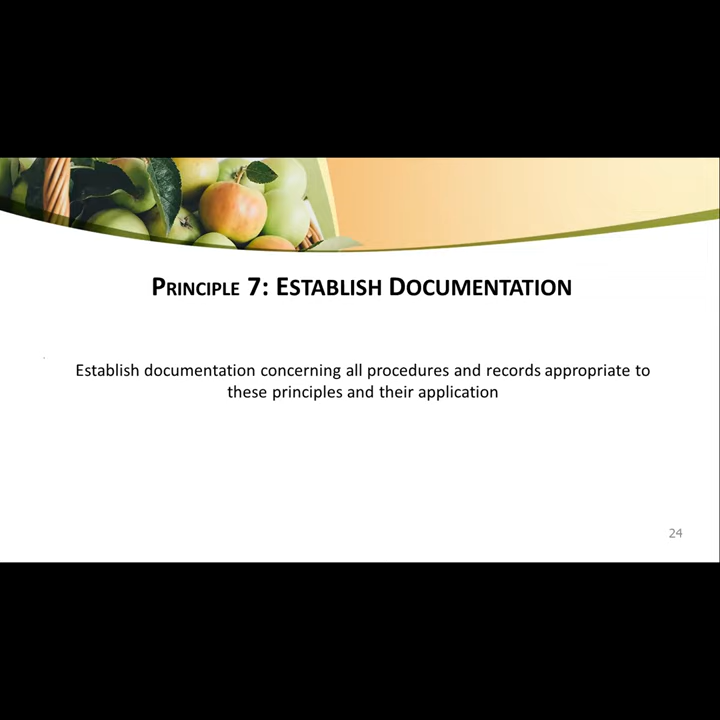 PRINCIPLE 7: ESTABLISH DOCUMENTATION
Establish documentation concerning all procedures and records appropriate to
these principles and their application
24